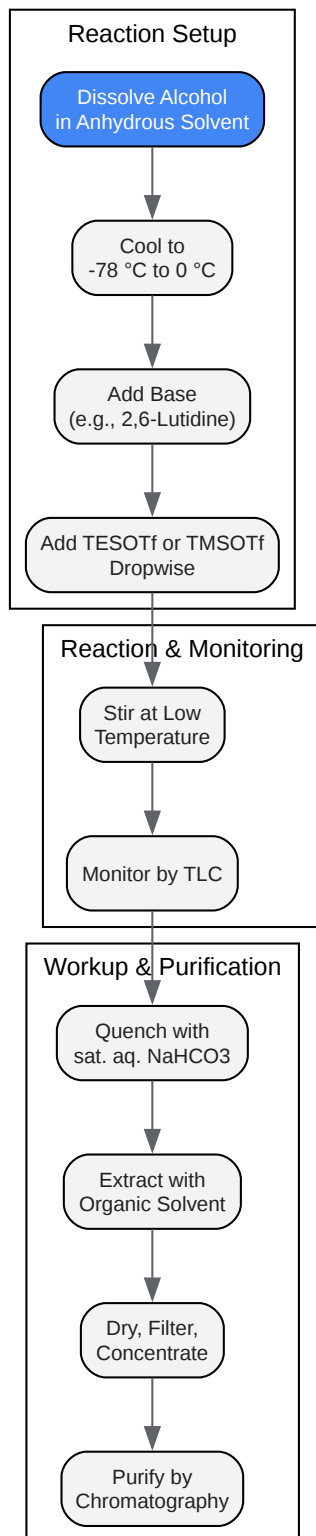 Reaction Setup
Dissolve Alcohol
in Anhydrous Solvent
Cool to
-78 °C to 0 °C
Add Base
(e.g., 2,6-Lutidine)
Add TESOTf or TMSOTf
Dropwise
Reaction & Monitoring
Stir at Low
Temperature
Monitor by TLC
Workup & Purification
Quench with
sat. aq. NaHCO3
Extract with
Organic Solvent
Dry, Filter,
Concentrate
Purify by
Chromatography